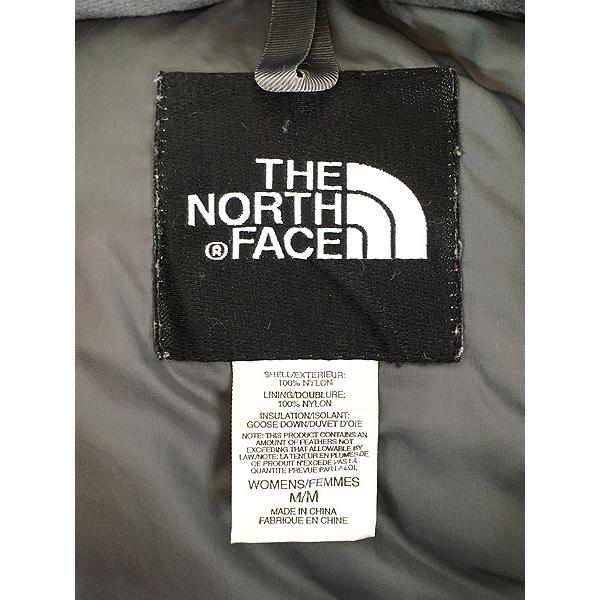 THE
NORTH
® FACE
SHELL/EXTERIEUR:
100% NYLON
LINING/DOUBLURE:
100% NYLON
INSULATION/ISOLANT:
GOOSE DOWN/DUVET D'OIE
NOTE: THIS PRODUCT CONTAINS AN
AMOUNT OF FEATHERS NOT
EXCEEDING THAT ALLOWABLE BY
LAW./NOTE: LA TENEUR EN PLUMES DE
CE PRODUIT N'EXCEDE PAS LA
QUANTITE PREVUE PAR LA LOI.
WOMENS/FEMMES
M/M
MADE IN CHINA
FABRIQUE EN CHINE